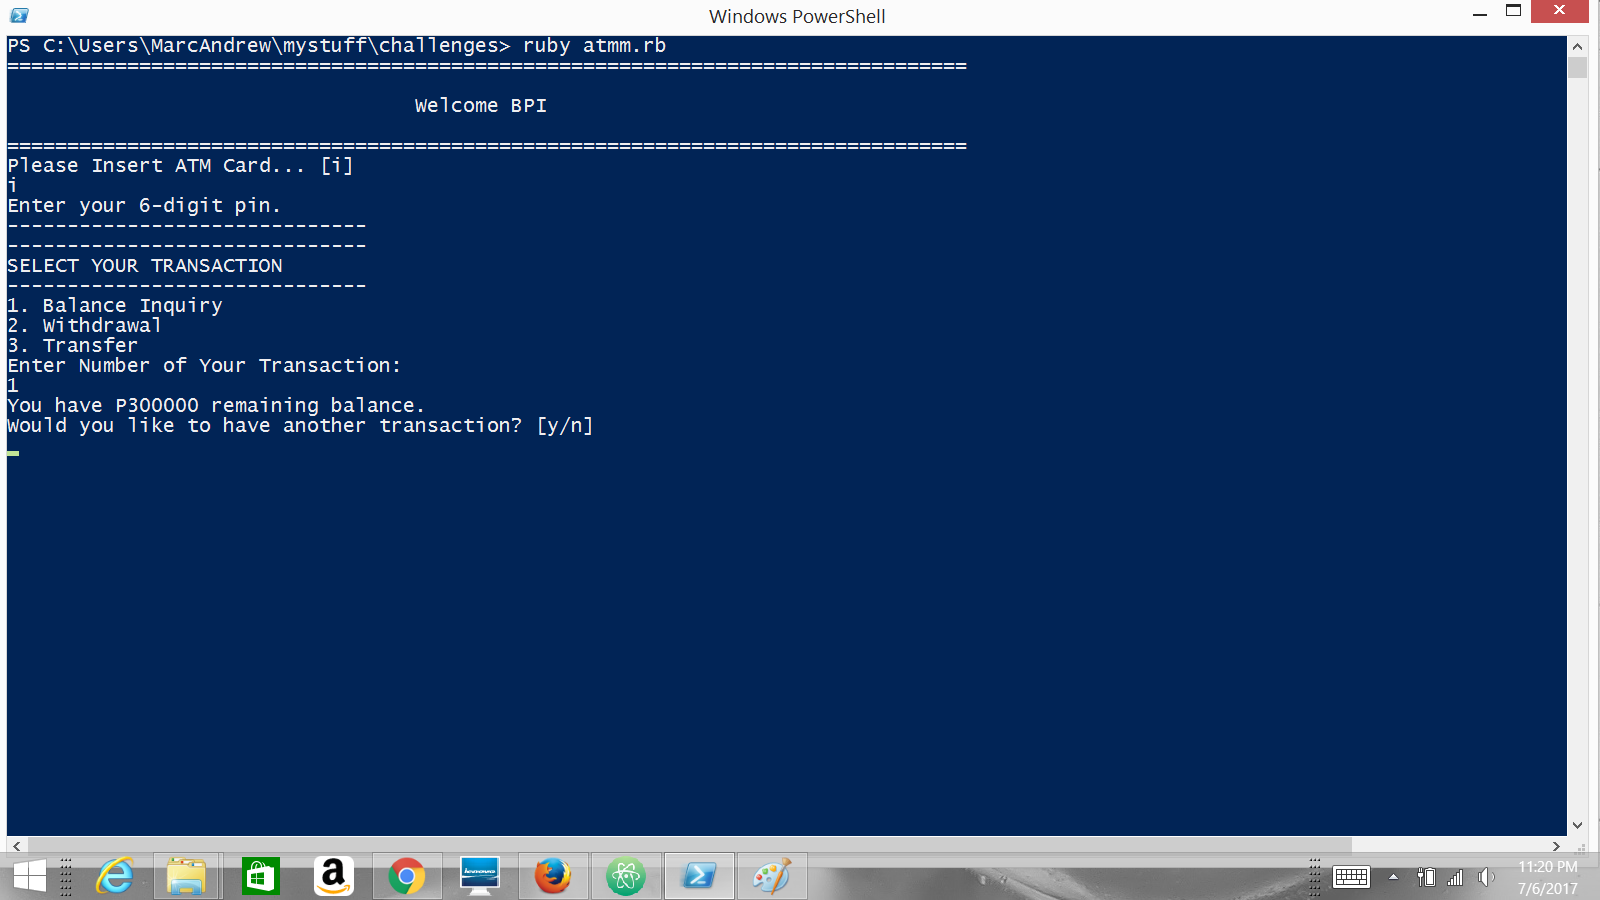 Windows PowerShell
PS C:\Users\MarcAndrew\mystuff\challenges> ruby atmm.rb
================================================================================
Welcome BPI
================================================================================
Please Insert ATM Card... [i]
i
Enter your 6-digit pin.
------------------------------
------------------------------
SELECT YOUR TRANSACTION
------------------------------
1. Balance Inquiry
2. Withdrawal
3. Transfer
Enter Number of Your Transaction:
1
You have P300000 remaining balance.
Would you like to have another transaction? [y/n]
a
11:20 PM
7/6/2017